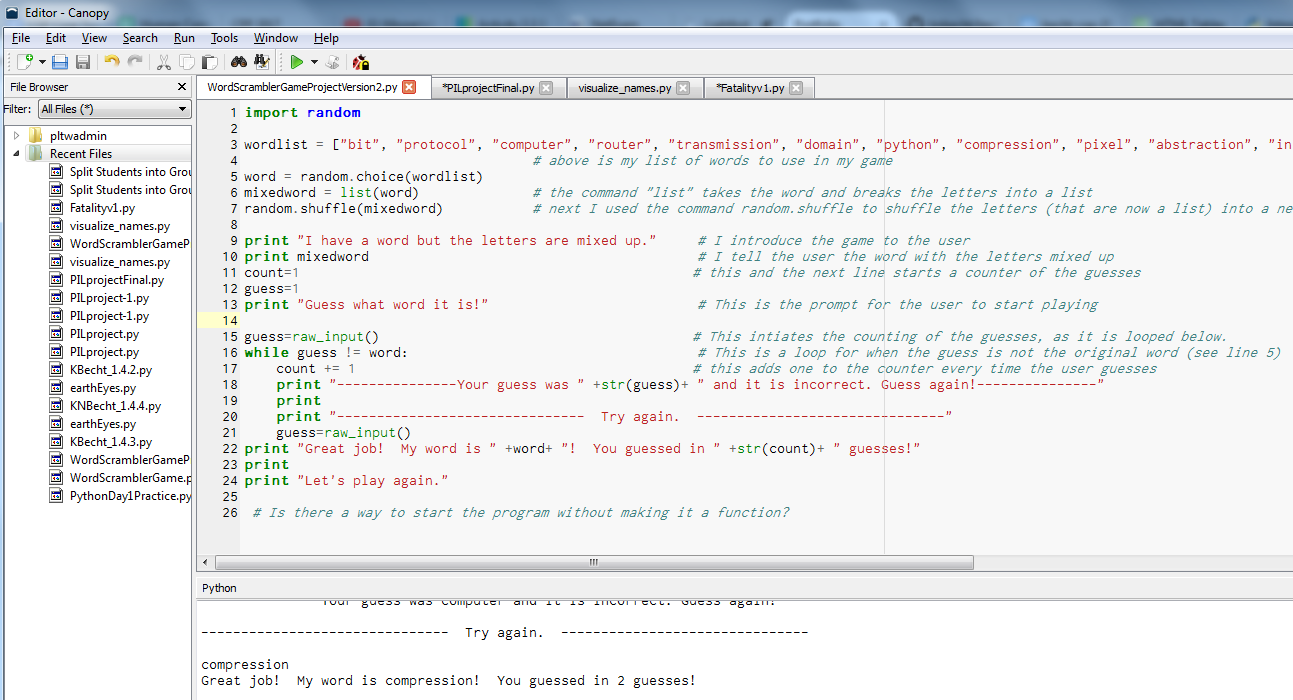 Editor - Canopy
File Edit View Search Run Tools Window Help
File Browser
Filter: All Files (*)
pltwadmin
Recent Files
Split Students into Grou
Split Students into Grou
Fatalityv1.py
visualize_names.py
WordScramblerGameP
visualize_names.py
PILprojectFinal.py
PILproject-1.py
PILproject-1.py
PILproject.py
PILproject.py
KBecht_1.4.2.py
earthEyes.py
KNBecht_1.4.4.py
earthEyes.py
KBecht_1.4.3.py
WordScramblerGameP
WordScramblerGame.p
PythonDay1Practice.py
WordScramblerGameProjectVersion2.py *PILprojectFinal.py visualize_names.py *Fatalityv1.py
1 import random
2
3 wordlist = ["bit", "protocol", "computer", "router", "transmission", "domain", "python", "compression", "pixel", "abstraction", "in
4 # above is my list of words to use in my game
5 word = random.choice(wordlist)
6 mixedword = list(word) # the command "list" takes the word and breaks the letters into a list
7 random.shuffle(mixedword) # next I used the command random.shuffle to shuffle the letters (that are now a list) into a ne
8
9 print "I have a word but the letters are mixed up." # I introduce the game to the user
10 print mixedword # I tell the user the word with the letters mixed up
11 count=1 # this and the next line starts a counter of the guesses
12 guess=1
13 print "Guess what word it is!" # This is the prompt for the user to start playing
14
15 guess=raw_input() # This intiates the counting of the guesses, as it is looped below.
16 while guess != word: # This is a loop for when the guess is not the original word (see line 5)
17 count += 1 # this adds one to the counter every time the user guesses
18 print "---------------Your guess was " +str(guess)+ " and it is incorrect. Guess again!---------------"
19 print
20 print "------------------------------- Try again. -------------------------------"
21 guess=raw_input()
22 print "Great job! My word is " +word+ "! You guessed in " +str(count)+ " guesses!"
23 print
24 print "Let's play again."
25
26 # Is there a way to start the program without making it a function?
Python
Your guess was computer and it is incorrect. Guess again!
------------------------------- Try again. -------------------------------
compression
Great job! My word is compression! You guessed in 2 guesses!